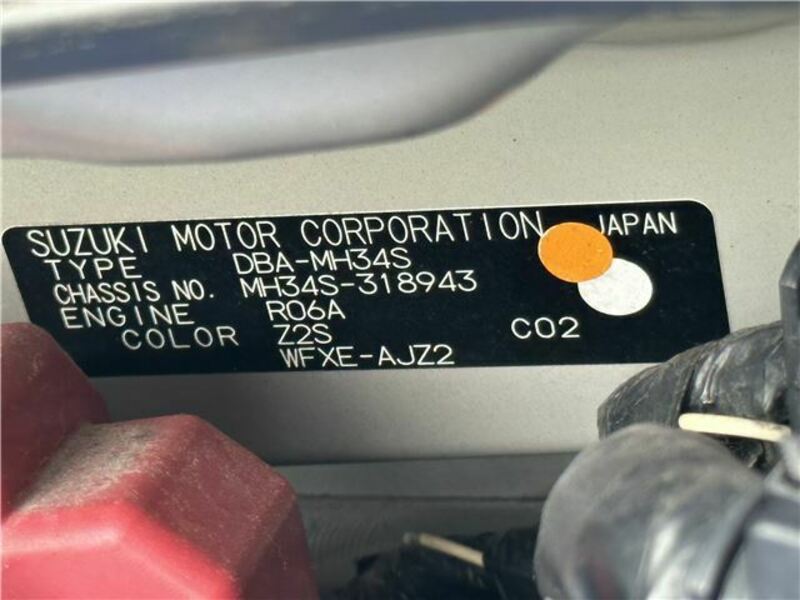 SUZUKI MOTOR CORPORATION JAPAN
TYPE DBA-MH34S
CHASSIS NO. MH34S-318943
ENGINE R06A
COLOR Z2S C02
WFXE-AJZ2